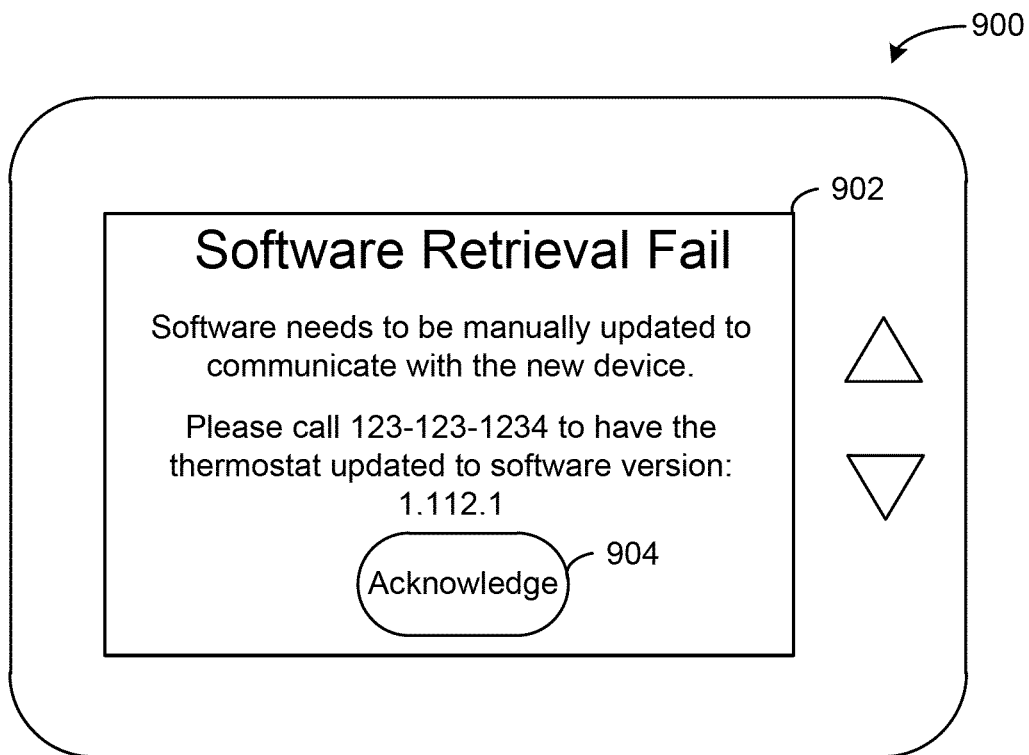 900
902
Software Retrieval Fail
Software needs to be manually updated to
communicate with the new device.
Please call 123-123-1234 to have the
thermostat updated to software version:
1.112.1
904
Acknowledge